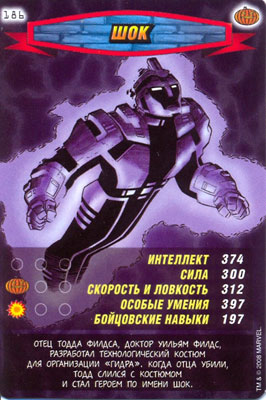 186
ШОК
ИНТЕЛЛЕКТ 374
СИЛА 300
СКОРОСТЬ И ЛОВКОСТЬ 312
ОСОБЫЕ УМЕНИЯ 397
БОЙЦОВСКИЕ НАВЫКИ 197
ОТЕЦ ТОДДА ФИЛДСА, ДОКТОР УИЛЬЯМ ФИЛДС,
РАЗРАБОТАЛ ТЕХНОЛОГИЧЕСКИЙ КОСТЮМ
ДЛЯ ОРГАНИЗАЦИИ «ГИДРА». КОГДА ОТЦА УБИЛИ,
ТОДД СЛИЛСЯ С КОСТЮМОМ
И СТАЛ ГЕРОЕМ ПО ИМЕНИ ШОК.
TM & © 2008 MARVEL.